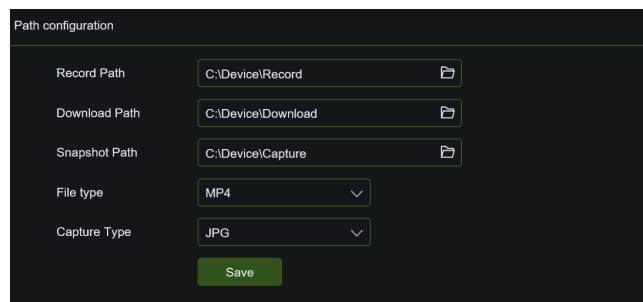 Path configuration
Record Path C:\Device\Record
Download Path C:\Device\Download
Snapshot Path C:\Device\Capture
File type MP4
Capture Type JPG
Save